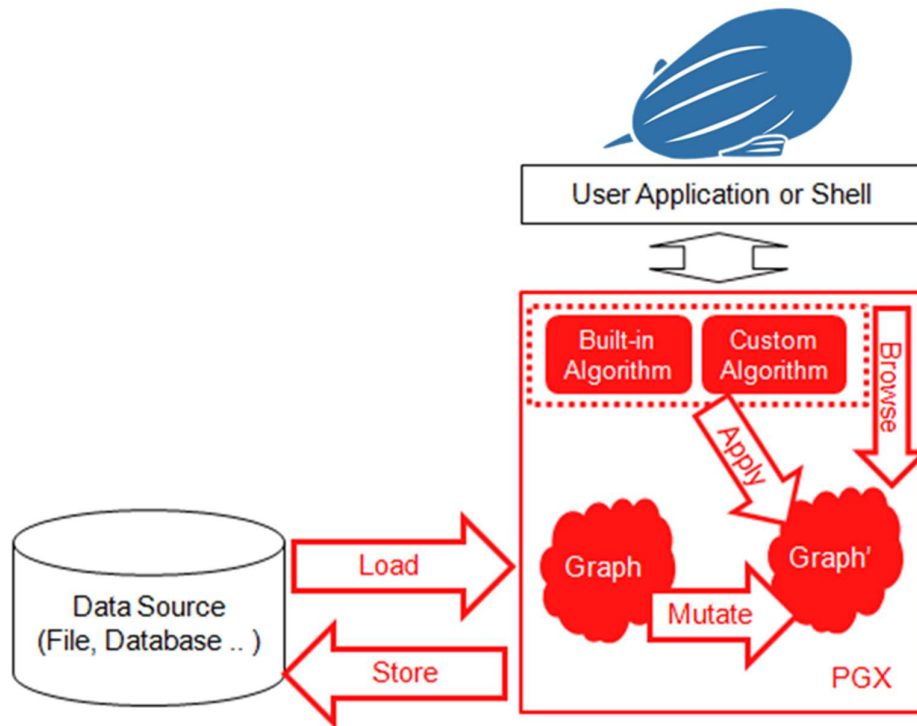 User Application or Shell
Built-in
Algorithm
Custom
Algorithm
Browse
Apply
Graph
Graph’
Mutate
Load
Data Source
(File, Database .. )
Store
PGX